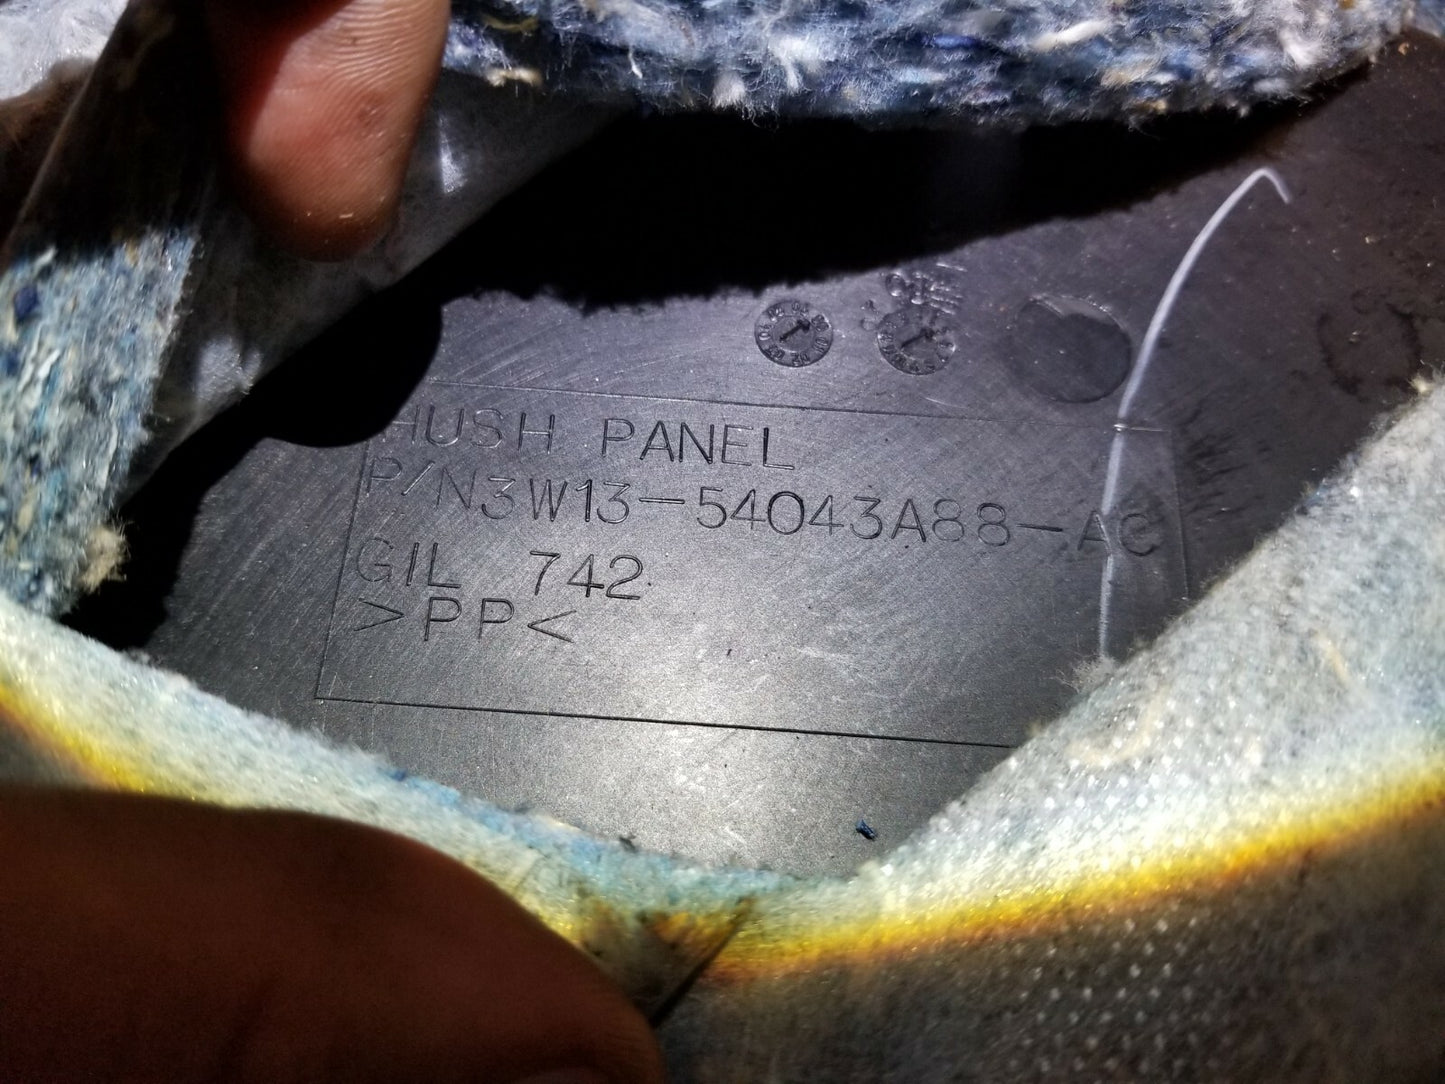 HUSH PANEL
P/N3W13-54043A88-AC
GIL 742
>PP<